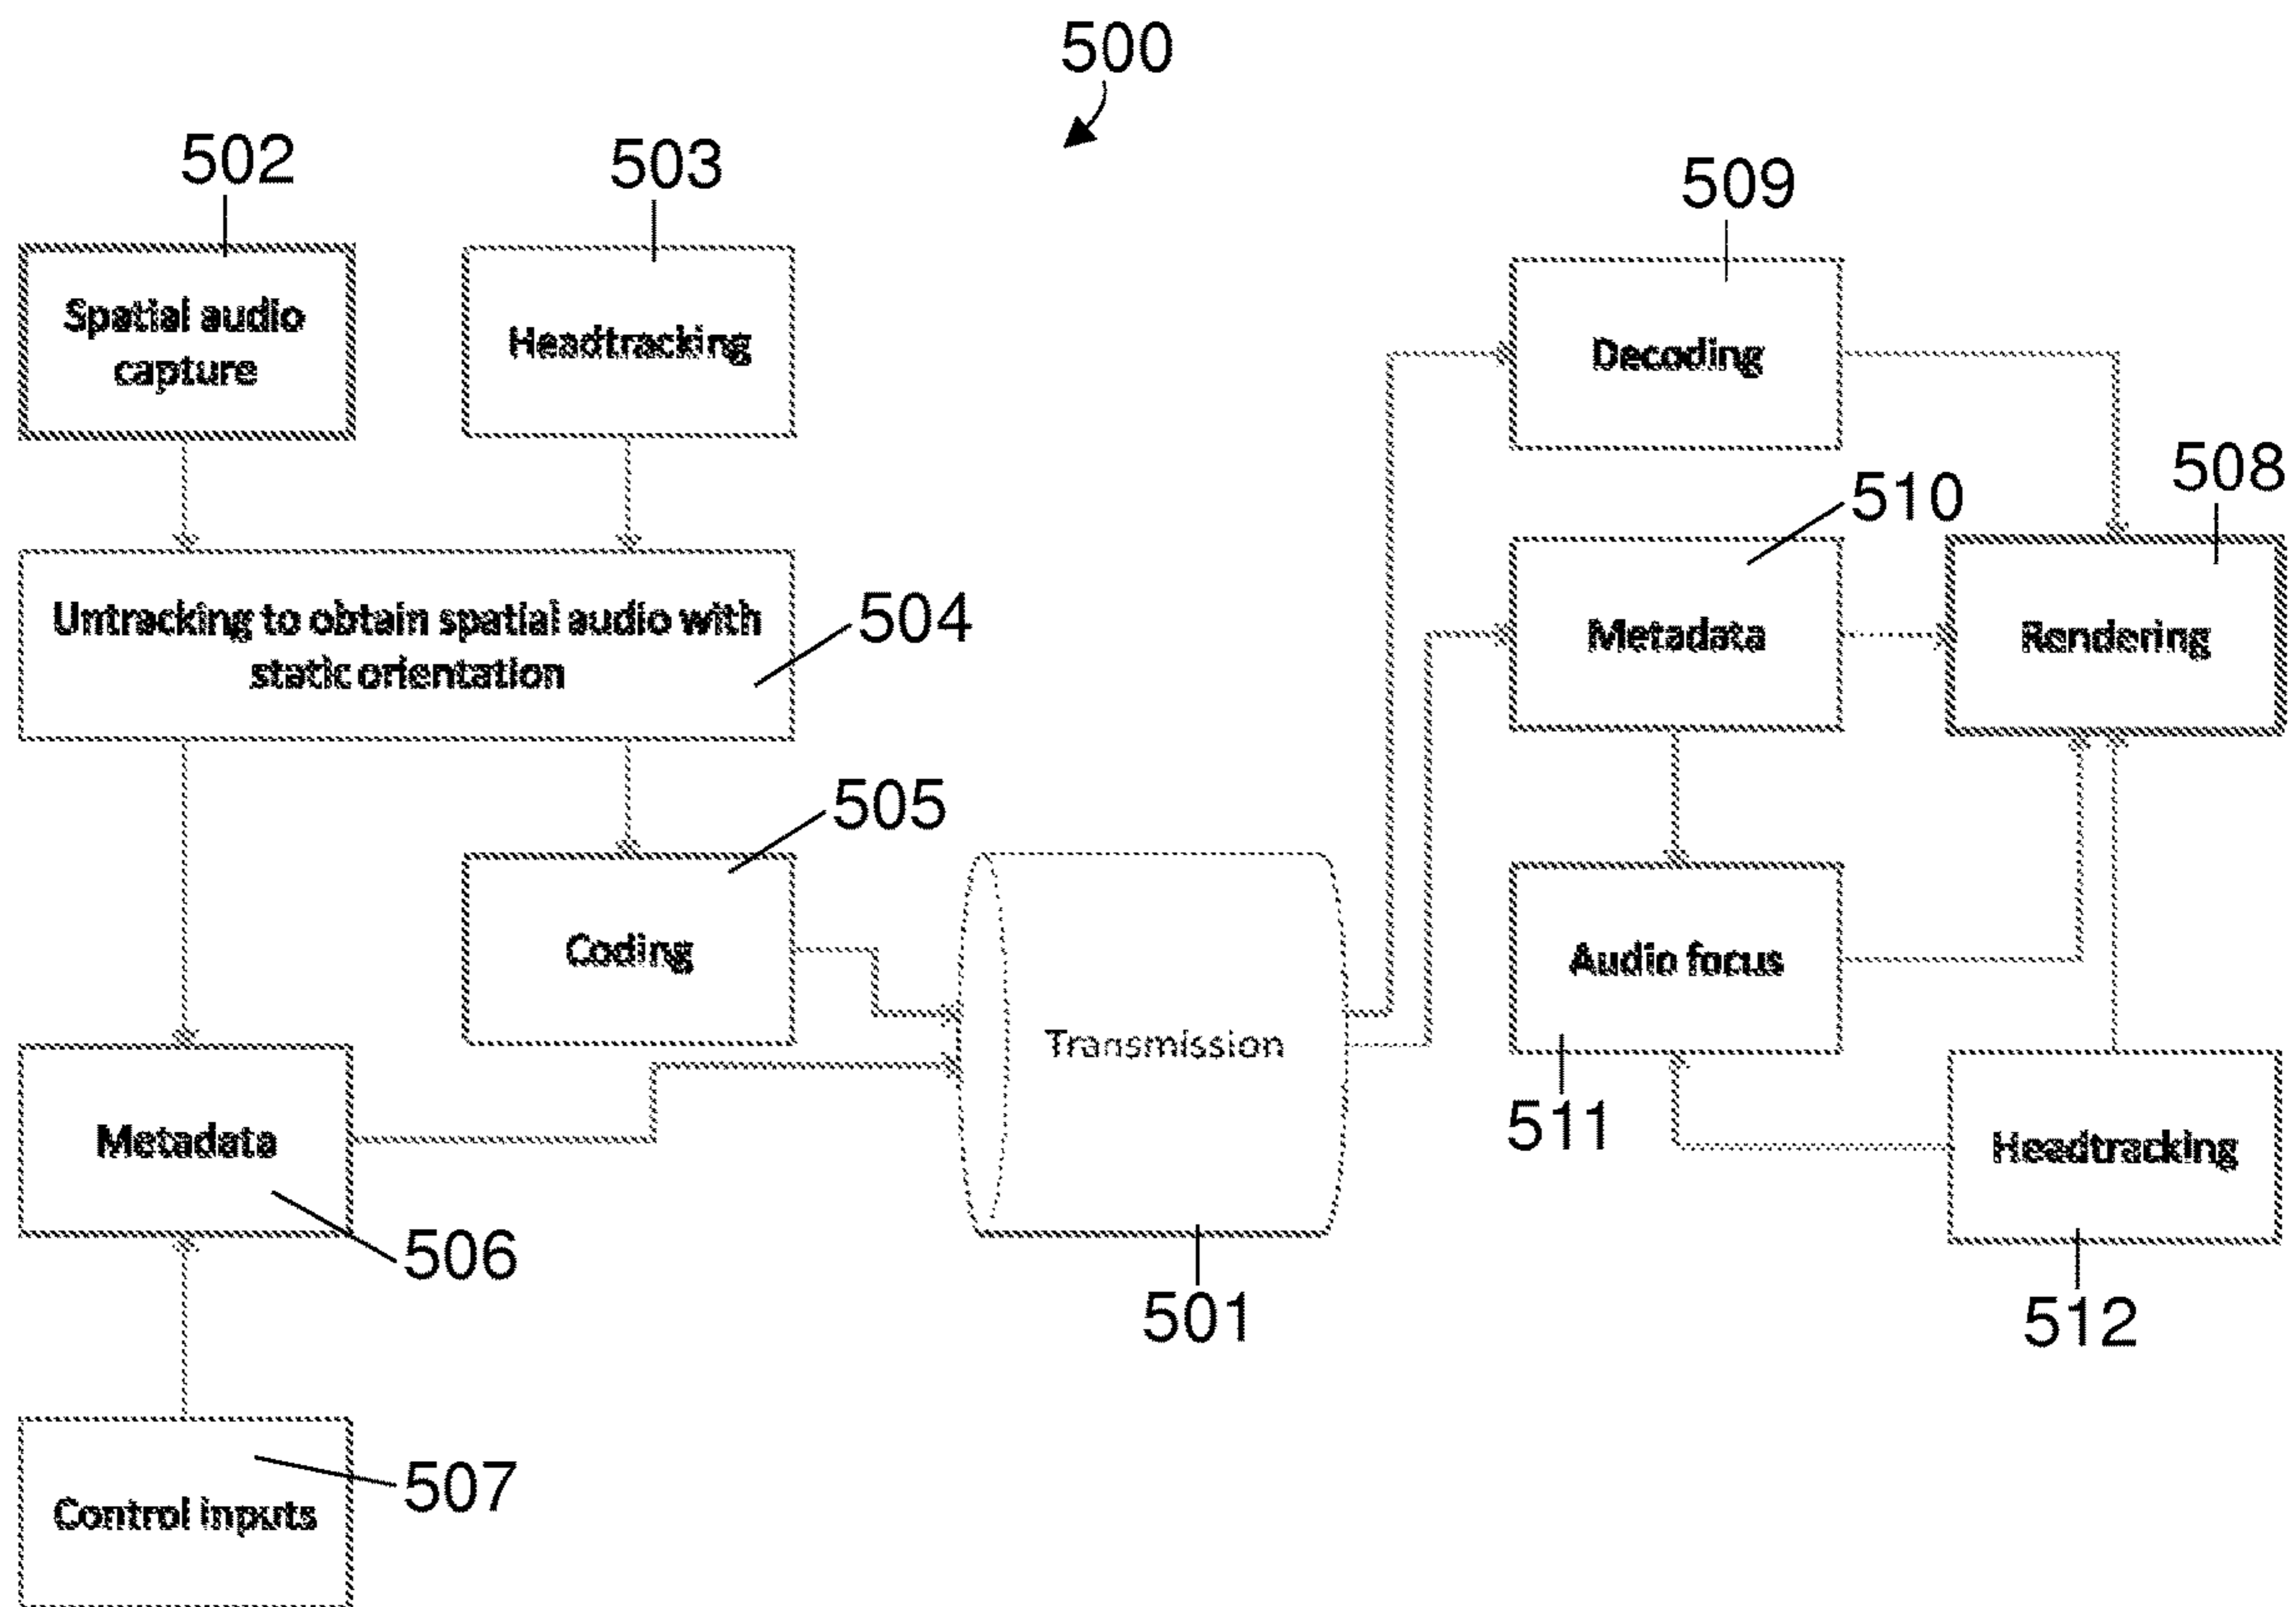 500
502
503
509
Spatial audio
capture
Headtracking
Decoding
508
510
Untracking to obtain spatial audio with
static orientation
504
Metadata
Rendering
505
Coding
Transmission
Audio focus
511
Metadata
Headtracking
506
501
512
507
Control inputs